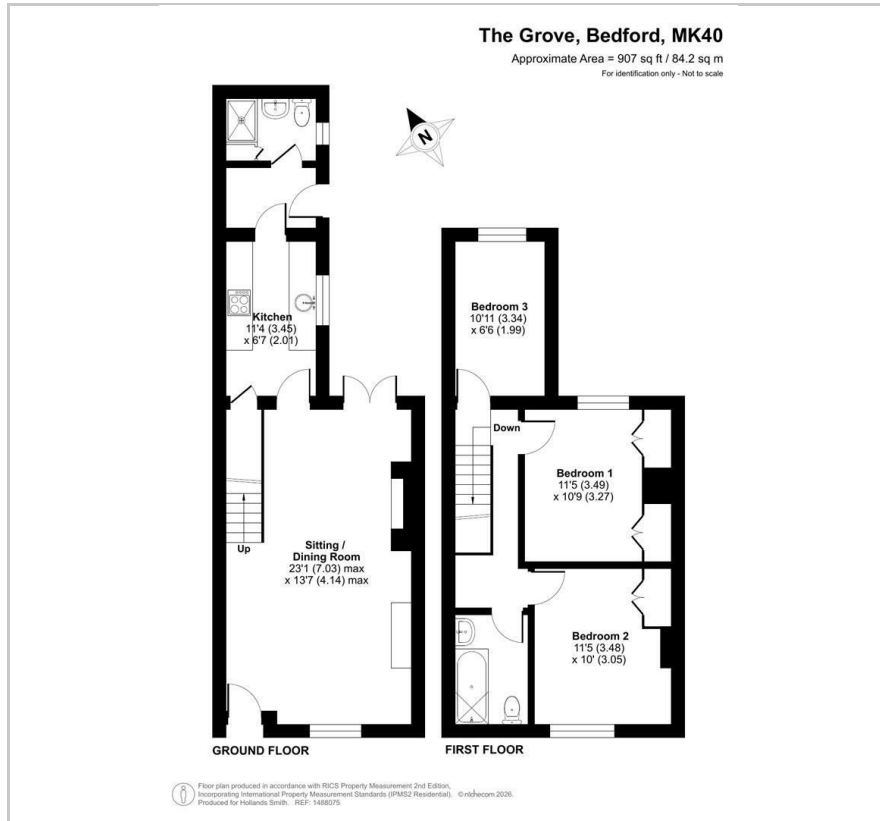 The Grove, Bedford, MK40
Approximate Area = 907 sq ft / 84.2 sq m
For identification only - Not to scale
N
Kitchen
11'4 (3.45)
x 6'7 (2.01)
Sitting /
Dining Room
23'1 (7.03) max
x 13'7 (4.14) max
Up
GROUND FLOOR
Bedroom 3
10'11 (3.34)
x 6'6 (1.99)
Down
Bedroom 1
11'5 (3.49)
x 10'9 (3.27)
Bedroom 2
11'5 (3.48)
x 10' (3.05)
FIRST FLOOR
Floor plan produced in accordance with RICS Property Measurement 2nd Edition,
Incorporating International Property Measurement Standards (IPMS2 Residential). © 2026.
Produced for Hollands Smith. REF: 1488075